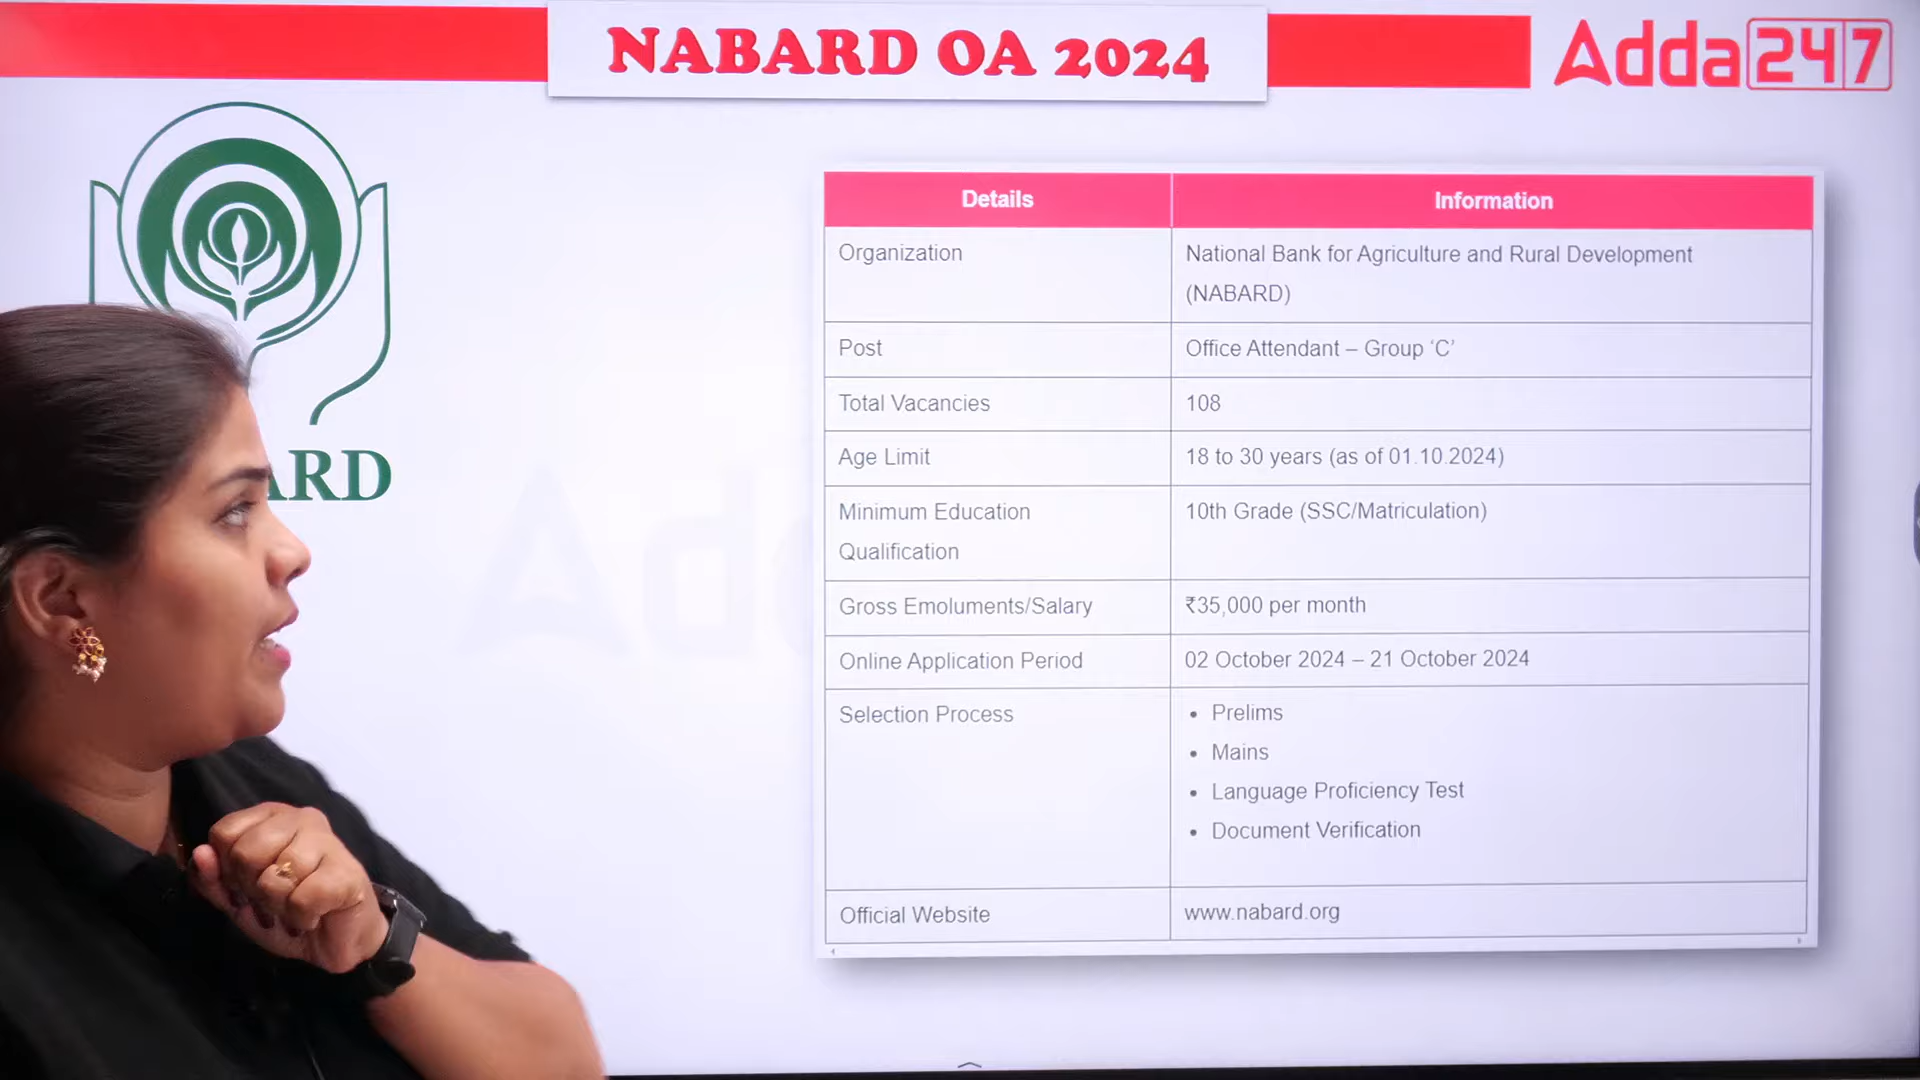 NABARD OA 2024
Adda247
ARD
Details Information
Organization National Bank for Agriculture and Rural Development
(NABARD)
Post Office Attendant – Group ‘C’
Total Vacancies 108
Age Limit 18 to 30 years (as of 01.10.2024)
Minimum Education 10th Grade (SSC/Matriculation)
Qualification
Gross Emoluments/Salary ₹35,000 per month
Online Application Period 02 October 2024 – 21 October 2024
Selection Process • Prelims
• Mains
• Language Proficiency Test
• Document Verification
Official Website www.nabard.org
Add